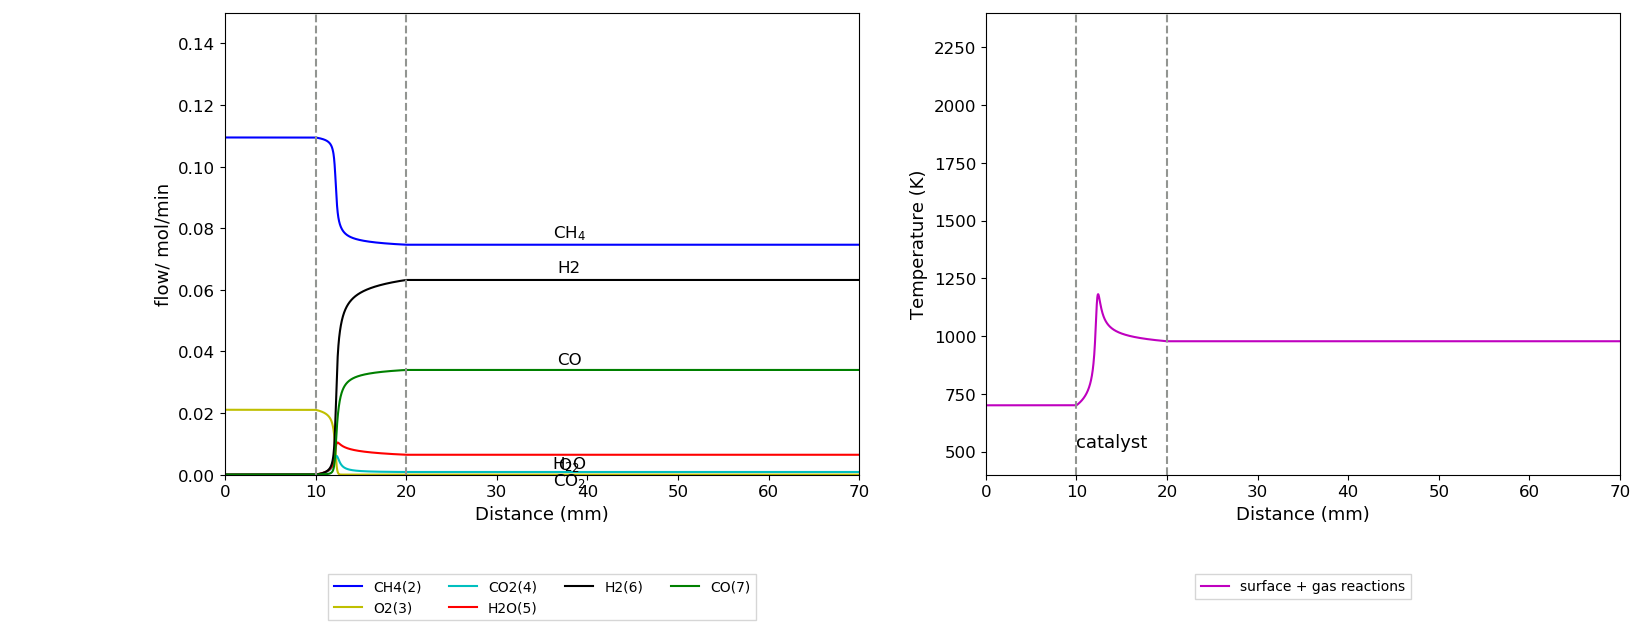 0.14
0.12
0.10
0.08
0.06
0.04
0.02
0.00
flow/ mol/min
CH₄
H2
CO
H₂O
O₂
CO₂
0 10 20 30 40 50 60 70
Distance (mm)
CH4(2) CO2(4) H2(6) CO(7)
O2(3) H2O(5)
2250
2000
1750
1500
1250
1000
750
500
Temperature (K)
catalyst
0 10 20 30 40 50 60 70
Distance (mm)
surface + gas reactions